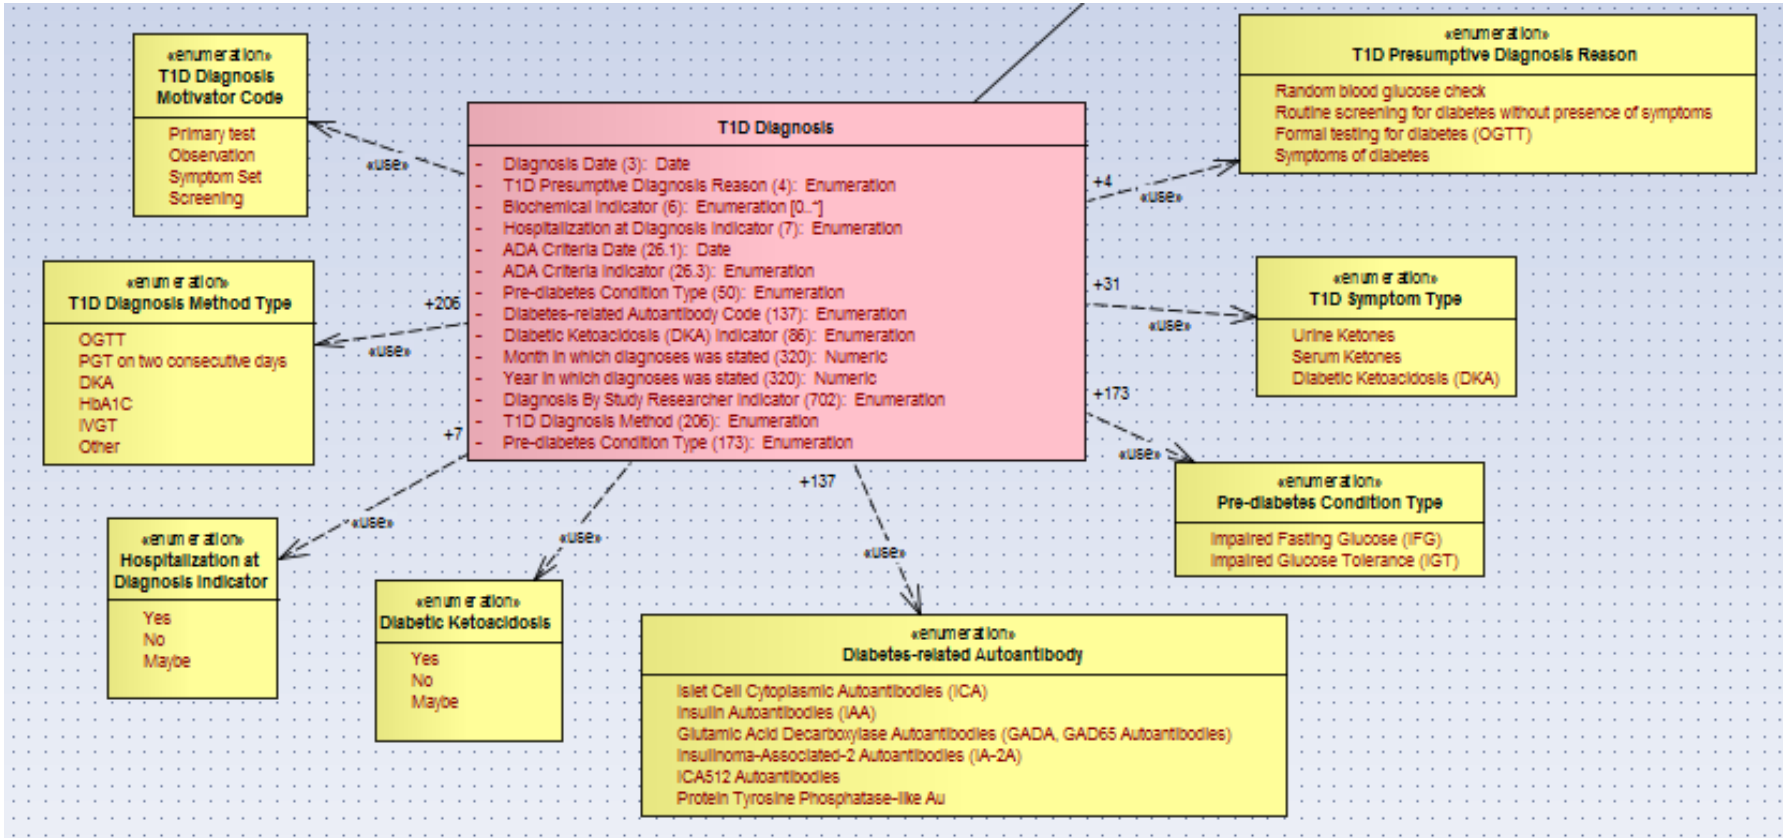 «enumeration»
T1D Diagnosis
Motivator Code
Primary test
Observation
Symptom Set
Screening
«use»
«enumeration»
T1D Presumptive Diagnosis Reason
Random blood glucose check
Routine screening for diabetes without presence of symptoms
Formal testing for diabetes (OGTT)
Symptoms of diabetes
+4
«use»
T1D Diagnosis
- Diagnosis Date (3): Date
- T1D Presumptive Diagnosis Reason (4): Enumeration
- Biochemical Indicator (6): Enumeration [0..*]
- Hospitalization at Diagnosis Indicator (7): Enumeration
- ADA Criteria Date (26.1): Date
- ADA Criteria Indicator (26.3): Enumeration
- Pre-diabetes Condition Type (50): Enumeration
- Diabetes-related Autoantibody Code (137): Enumeration
- Diabetic Ketoacidosis (DKA) Indicator (86): Enumeration
- Month in which diagnoses was stated (320): Numeric
- Year in which diagnoses was stated (320): Numeric
- Diagnosis By Study Researcher Indicator (702): Enumeration
- T1D Diagnosis Method (206): Enumeration
- Pre-diabetes Condition Type (173): Enumeration
«enumeration»
T1D Diagnosis Method Type
OGTT
PGT on two consecutive days
DKA
HbA1C
IVGT
Other
+206
«use»
+31
«use»
«enumeration»
T1D Symptom Type
Urine Ketones
Serum Ketones
Diabetic Ketoacidosis (DKA)
+173
«use»
«enumeration»
Pre-diabetes Condition Type
Impaired Fasting Glucose (IFG)
Impaired Glucose Tolerance (IGT)
+7
«use»
«enumeration»
Hospitalization at
Diagnosis Indicator
Yes
No
Maybe
«use»
«enumeration»
Diabetic Ketoacidosis
Yes
No
Maybe
+137
«use»
«enumeration»
Diabetes-related Autoantibody
Islet Cell Cytoplasmic Autoantibodies (ICA)
Insulin Autoantibodies (IAA)
Glutamic Acid Decarboxylase Autoantibodies (GADA, GAD65 Autoantibodies)
Insulinoma-Associated-2 Autoantibodies (IA-2A)
ICA512 Autoantibodies
Protein Tyrosine Phosphatase-like Au